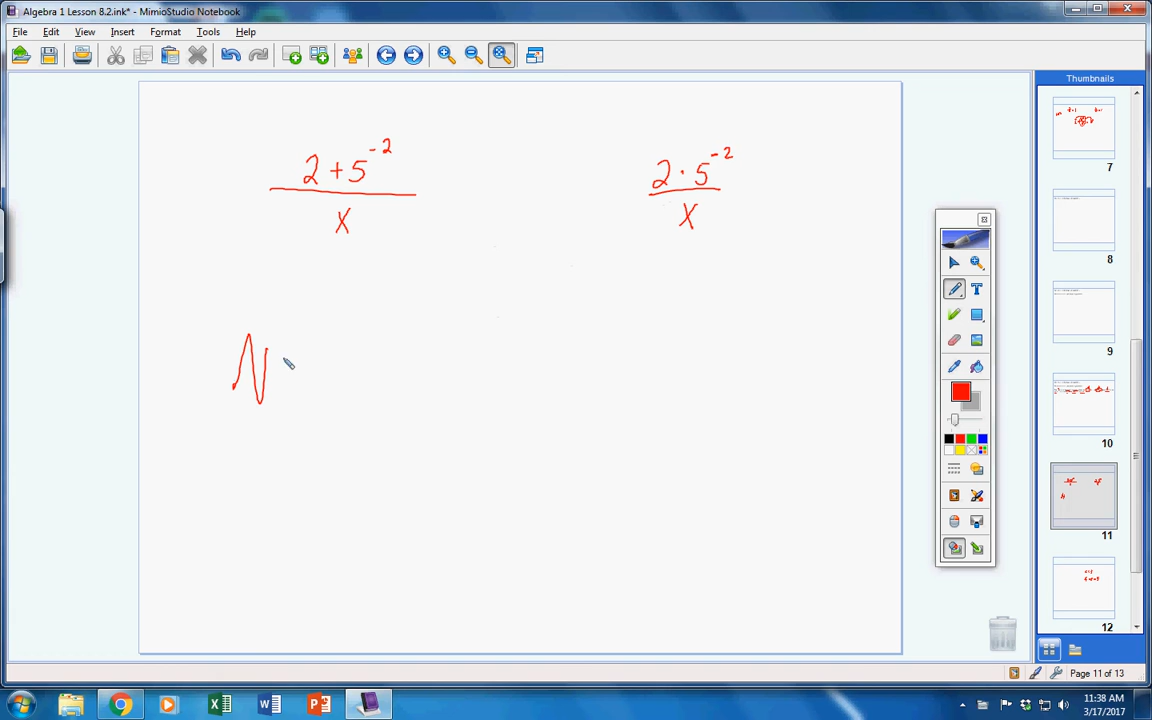 Algebra 1 Lesson 8.2.ink* - MimioStudio Notebook
File Edit View Insert Format Tools Help
Thumbnails
2 + 5^-2
x
2 · 5^-2
x
N
7
8
9
10
11
12
Page 11 of 13
11:38 AM
3/17/2017